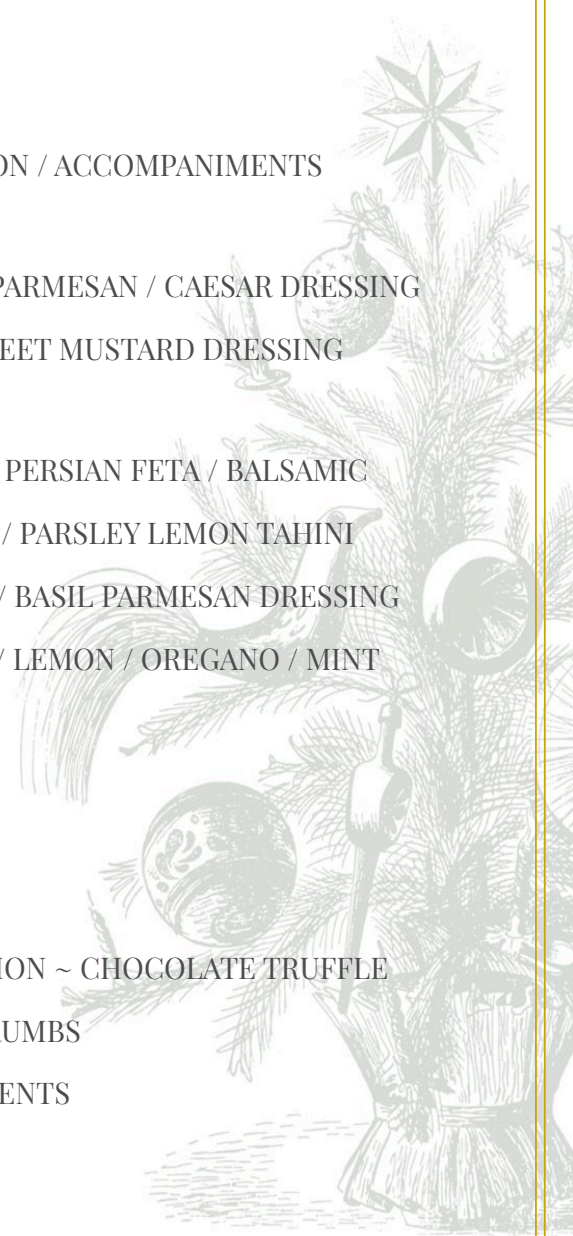 ON / ACCOMPANIMENTS
PARMESAN / CAESAR DRESSING
EET MUSTARD DRESSING
PERSIAN FETA / BALSAMIC
/ PARSLEY LEMON TAHINI
/ BASIL PARMESAN DRESSING
/ LEMON / OREGANO / MINT
ION ~ CHOCOLATE TRUFFLE
RUMBS
ENTS